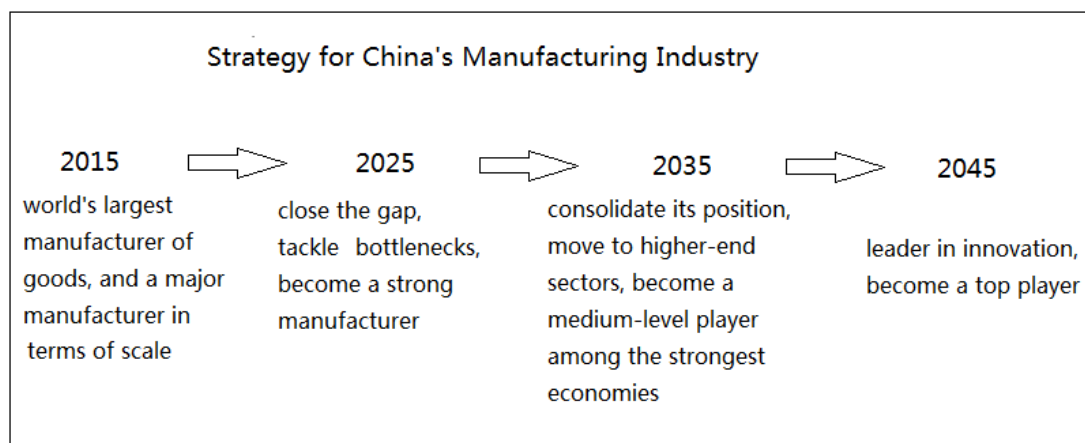 Strategy for China's Manufacturing Industry
2015
2025
2035
2045
world's largest
manufacturer of
goods, and a major
manufacturer in
terms of scale
close the gap,
tackle bottlenecks,
become a strong
manufacturer
consolidate its position,
move to higher-end
sectors, become a
medium-level player
among the strongest
economies
leader in innovation,
become a top player